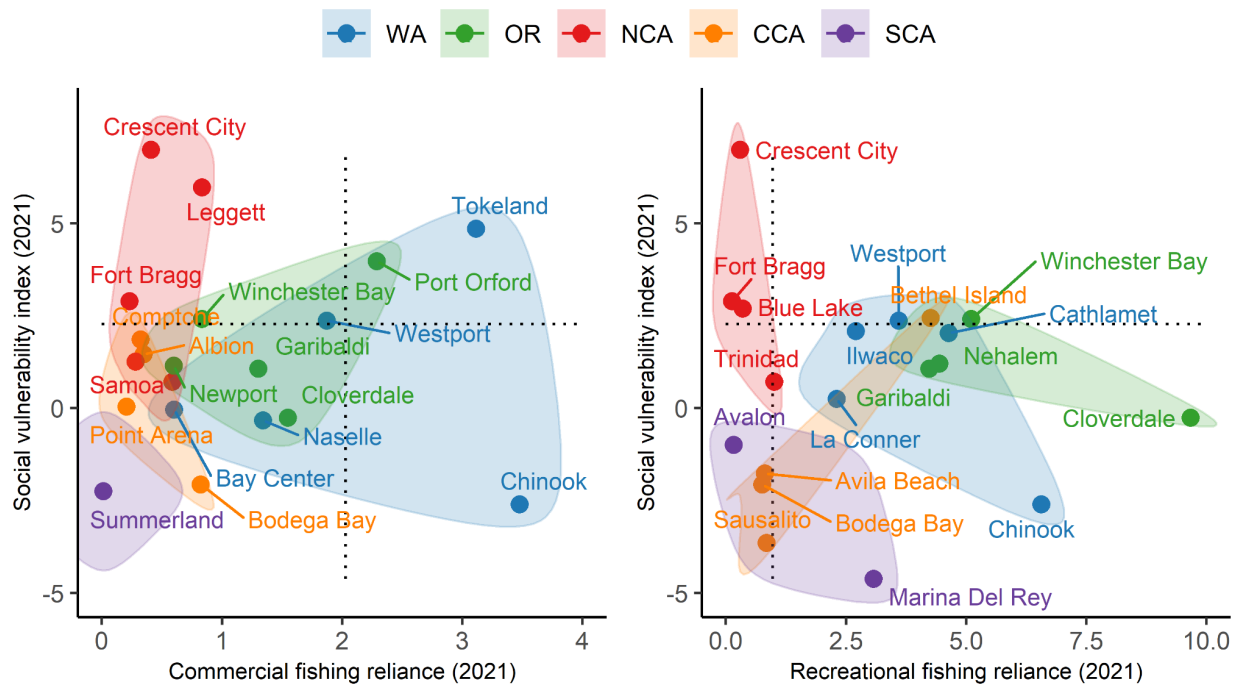 WA OR NCA CCA SCA
Social vulnerability index (2021)
5
0
-5
Crescent City
Leggett
Tokeland
Fort Bragg
Port Orford
Winchester Bay
Comptche
Westport
Albion
Garibaldi
Samoa
Newport
Cloverdale
Point Arena
Naselle
Bay Center
Chinook
Summerland
Bodega Bay
0 1 2 3 4
Commercial fishing reliance (2021)
Social vulnerability index (2021)
5
0
-5
Crescent City
Westport
Winchester Bay
Fort Bragg
Bethel Island
Blue Lake
Cathlamet
Trinidad
Ilwaco
Nehalem
Garibaldi
Avalon
Cloverdale
La Conner
Avila Beach
Sausalito
Bodega Bay
Chinook
Marina Del Rey
0.0 2.5 5.0 7.5 10.0
Recreational fishing reliance (2021)